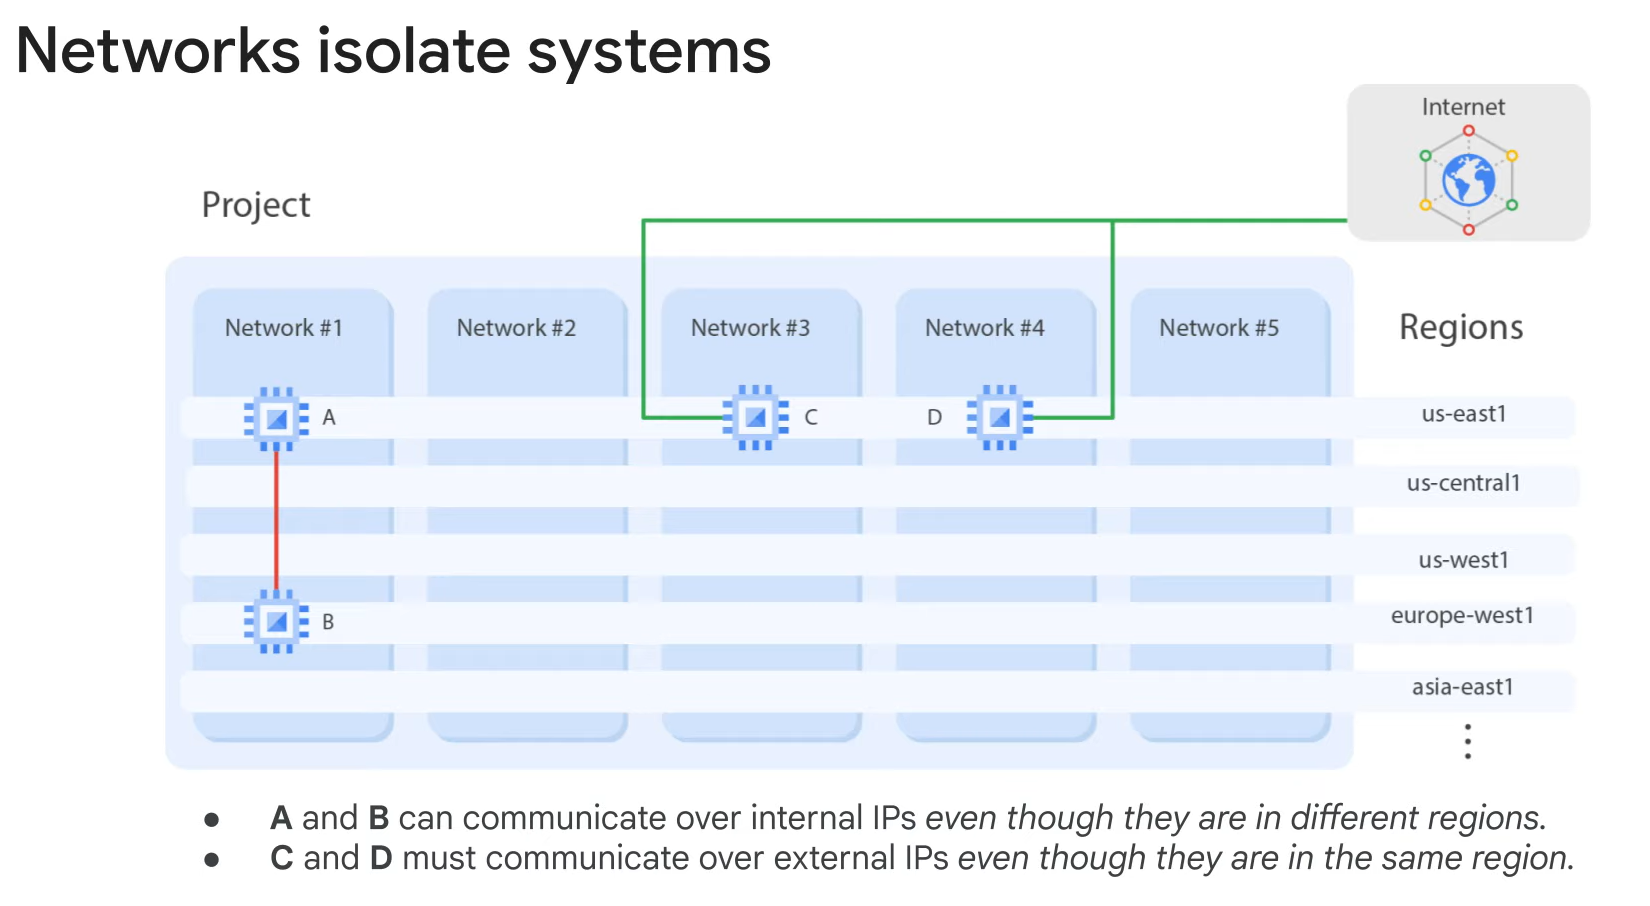 Networks isolate systems
Internet
Project
Network #1
Network #2
Network #3
Network #4
Network #5
Regions
A
C
D
us-east1
us-central1
us-west1
B
europe-west1
asia-east1
● A and B can communicate over internal IPs even though they are in different regions.
● C and D must communicate over external IPs even though they are in the same region.